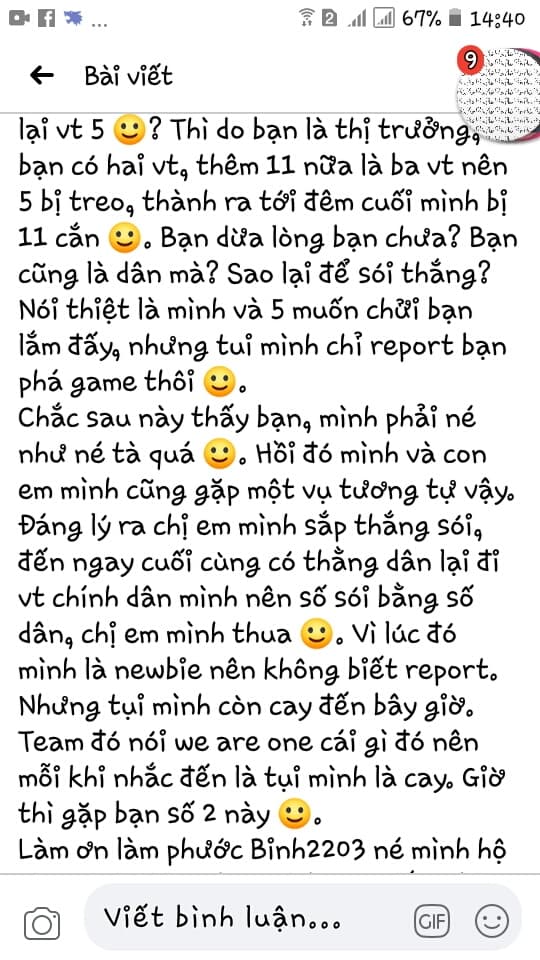 ... 2 67% 14:40
Bài viết
9
lại vt 5 🙂? Thì do bạn là thị trưởng,
bạn có hai vt, thêm 11 nữa là ba vt nên
5 bị treo, thành ra tới đêm cuối mình bị
11 cắn 🙂. Bạn dừa lòng bạn chưa? Bạn
cũng là dân mà? Sao lại để sói thắng?
Nói thiệt là mình và 5 muốn chửi bạn
lắm đấy, nhưng tui mình chỉ report bạn
phá game thôi 🙂.
Chắc sau này thấy bạn, mình phải né
như né tà quá 🙂. Hồi đó mình và con
em mình cũng gặp một vụ tương tự vậy.
Đáng lý ra chị em mình sắp thắng sói,
đến ngay cuối cùng có thằng dân lại đi
vt chính dân mình nên số sói bằng số
dân, chị em mình thua 🙂. Vì lúc đó
mình là newbie nên không biết report.
Nhưng tụi mình còn cay đến bây giờ.
Team đó nói we are one cái gì đó nên
mỗi khi nhắc đến là tụi mình là cay. Giờ
thì gặp bạn số 2 này 🙂.
Làm ơn làm phước Bỉnh2203 né mình hộ
Viết bình luận...
GIF